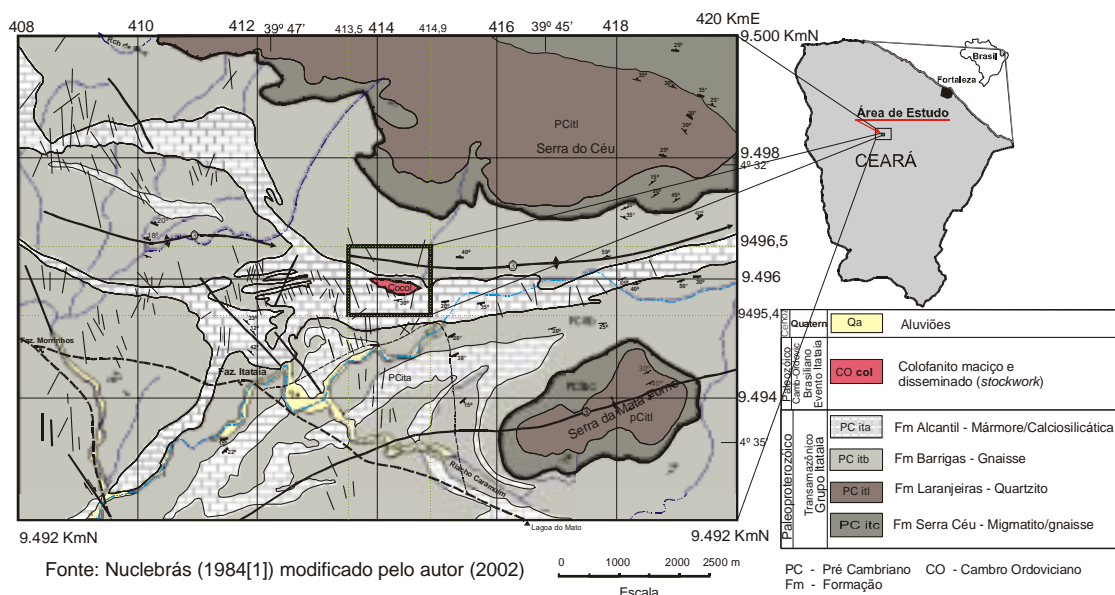 408
410
39º 47'
413,5
414
414,9
416
39º 45'
418
420 KmE
9.500 KmN
PCitl
Serra do Céu
9.498
4º 32'
9496,5
Cocol
9.496
9495,4
Faz. Morrinhos
Faz. Itataia
PCita
9.494
Serra da Mata
PCitl
4º 35'
Riacho
Lagoa do Mato
9.492 KmN
9.492 KmN
Brasil
Fortaleza
Área de Estudo
CEARÁ
Quatern
Qa
Aluviões
Paleozóico
Brasiliano
Evento Itataia
CO col
Colofanito maciço e
disseminado (stockwork)
Paleoproterozóico
Transamazônico
Grupo Itataia
PC ita
Fm Alcantil - Mármore/Calciosilicática
PC itb
Fm Barrigas - Gnaisse
PC itl
Fm Laranjeiras - Quartzito
PC itc
Fm Serra Céu - Migmatito/gnaisse
PC - Pré Cambriano CO - Cambro Ordoviciano
Fm - Formação
Fonte: Nuclebrás (1984[1]) modificado pelo autor (2002)
0 1000 2000 2500 m
Escala